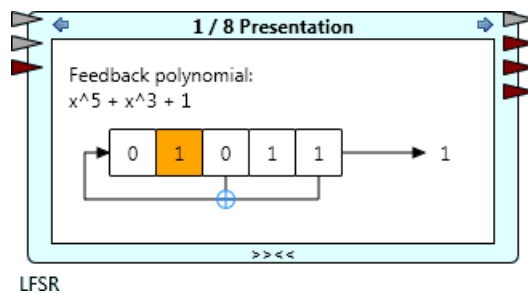 1 / 8 Presentation
Feedback polynomial:
x^5 + x^3 + 1
0 1 0 1 1 1
>><<
LFSR